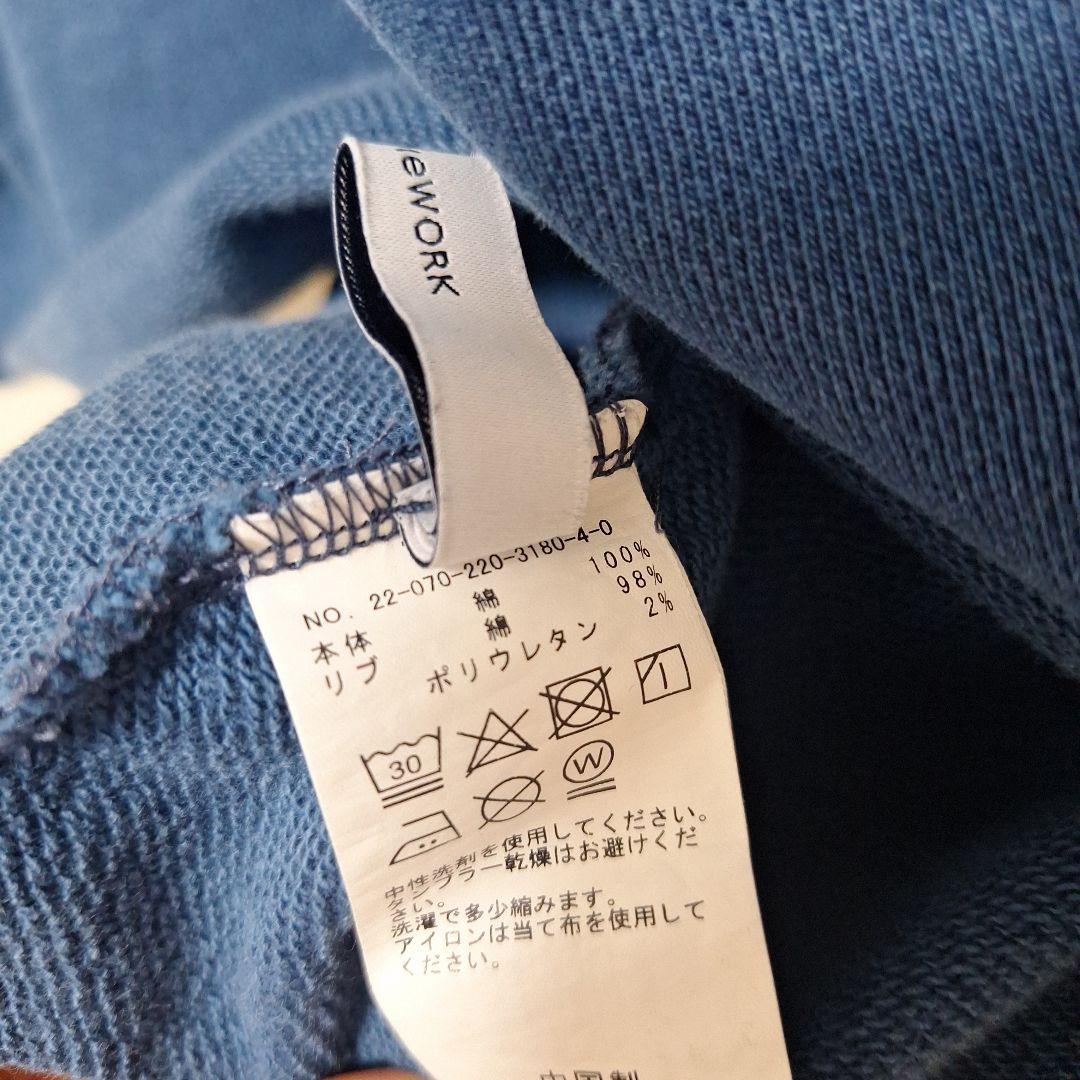 leWORK
NO. 22-070-220-3180-4-0
本体 綿 100%
リブ 綿 98%
ポリウレタン 2%
30
W
中性洗剤を使用してください。
タンブラー乾燥はお避けくだ
さい。
洗濯で多少縮みます。
アイロンは当て布を使用して
ください。
中国製